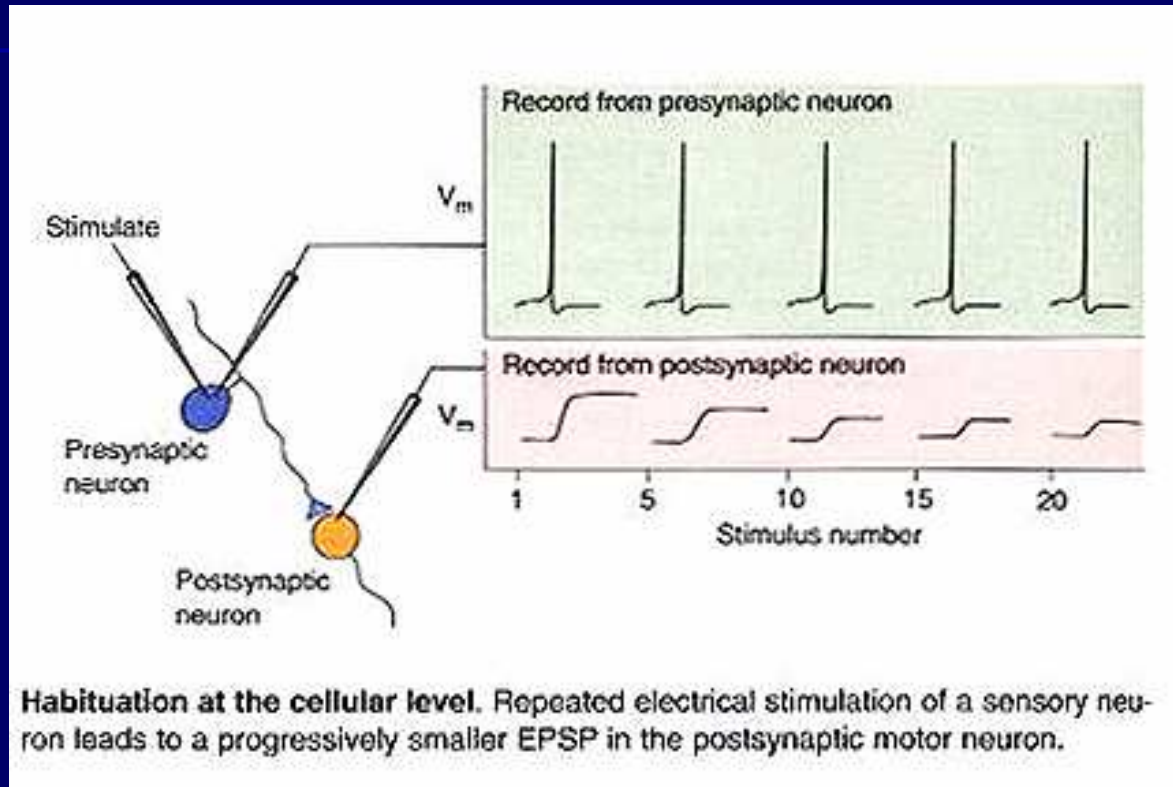 Record from presynaptic neuron
Vm
Stimulate
Record from postsynaptic neuron
Vm
Presynaptic
neuron
1 5 10 15 20
Stimulus number
Postsynaptic
neuron
Habituation at the cellular level. Repeated electrical stimulation of a sensory neu-
ron leads to a progressively smaller EPSP in the postsynaptic motor neuron.